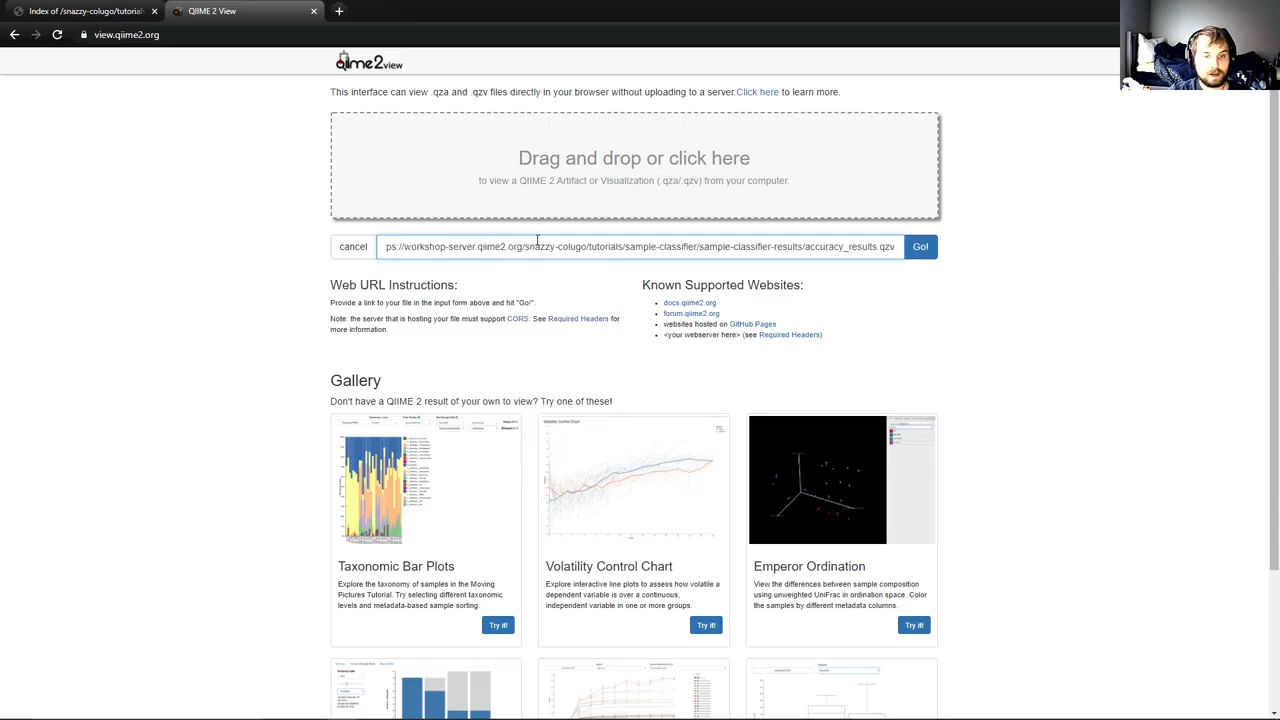 Index of /snazzy-colugo/tutorials
QIIME 2 View
view.qiime2.org
qiime2view
This interface can view .qza and .qzv files directly in your browser without uploading to a server.Click here to learn more.
Drag and drop or click here
to view a QIIME 2 Artifact or Visualization (.qza/.qzv) from your computer.
cancel
ps://workshop-server.qiime2.org/snazzy-colugo/tutorials/sample-classifier/sample-classifier-results/accuracy_results.qzv
Go!
Web URL Instructions:
Provide a link to your file in the input form above and hit "Go!".
Note: the server that is hosting your file must support CORS. See Required Headers for
more information.
Known Supported Websites:
docs.qiime2.org
forum.qiime2.org
websites hosted on GitHub Pages
<your webserver here> (see Required Headers)
Gallery
Don't have a QIIME 2 result of your own to view? Try one of these!
Taxonomic Bar Plots
Explore the taxonomy of samples in the Moving
Pictures Tutorial. Try selecting different taxonomic
levels and metadata-based sample sorting.
Try it!
Volatility Control Chart
Volatility Control Chart
Explore interactive line plots to assess how volatile a
dependent variable is over a continuous,
independent variable in one or more groups.
Try it!
Emperor Ordination
View the differences between sample composition
using unweighted UniFrac in ordination space. Color
the samples by different metadata columns.
Try it!